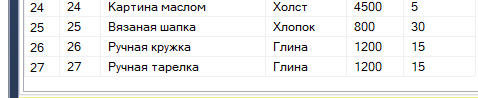 24 24 Картина маслом Холст 4500 5
25 25 Вязаная шапка Хлопок 800 30
26 26 Ручная кружка Глина 1200 15
27 27 Ручная тарелка Глина 1200 15